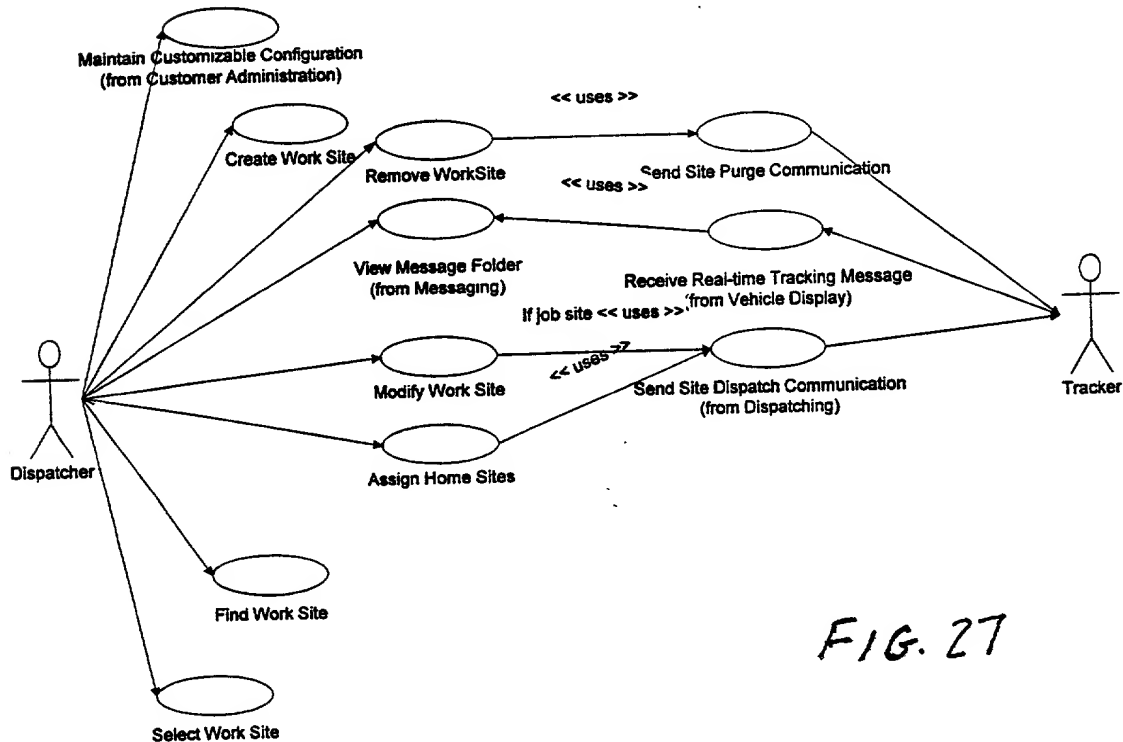 Maintain Customizable Configuration
(from Customer Administration)
<< uses >>
Create Work Site
Remove WorkSite
Send Site Purge Communication
<< uses >>
View Message Folder
(from Messaging)
Receive Real-time Tracking Message
(from Vehicle Display)
If job site << uses >>
<< uses >>
Modify Work Site
Send Site Dispatch Communication
(from Dispatching)
Tracker
Dispatcher
Assign Home Sites
Find Work Site
FIG. 27
Select Work Site